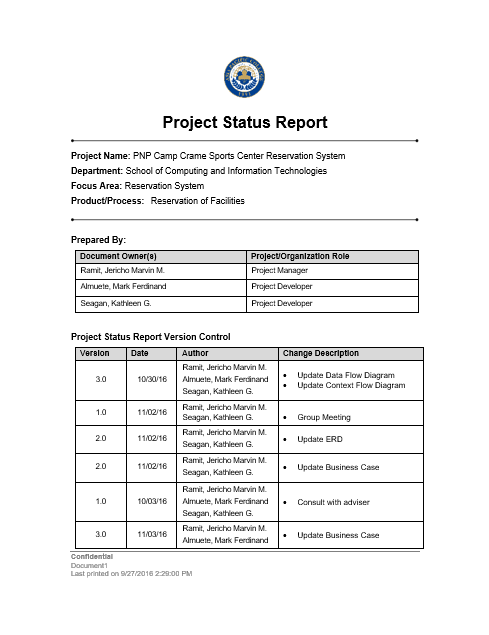 Project Status Report
Project Name: PNP Camp Crame Sports Center Reservation System
Department: School of Computing and Information Technologies
Focus Area: Reservation System
Product/Process: Reservation of Facilities
Prepared By:
Document Owner(s) Project/Organization Role
Ramit, Jericho Marvin M. Project Manager
Almuete, Mark Ferdinand Project Developer
Seagan, Kathleen G. Project Developer
Project Status Report Version Control
Version Date Author Change Description
Ramit, Jericho Marvin M.
3.0 10/30/16 Almuete, Mark Ferdinand • Update Data Flow Diagram
Seagan, Kathleen G. • Update Context Flow Diagram
1.0 11/02/16 Ramit, Jericho Marvin M.
Seagan, Kathleen G. • Group Meeting
2.0 11/02/16 Ramit, Jericho Marvin M. • Update ERD
Seagan, Kathleen G.
2.0 11/02/16 Ramit, Jericho Marvin M. • Update Business Case
Seagan, Kathleen G.
Ramit, Jericho Marvin M.
1.0 10/03/16 Almuete, Mark Ferdinand • Consult with adviser
Seagan, Kathleen G.
3.0 11/03/16 Ramit, Jericho Marvin M. • Update Business Case
Almuete, Mark Ferdinand
Confidential
Document1
Last printed on 9/27/2016 2:29:00 PM